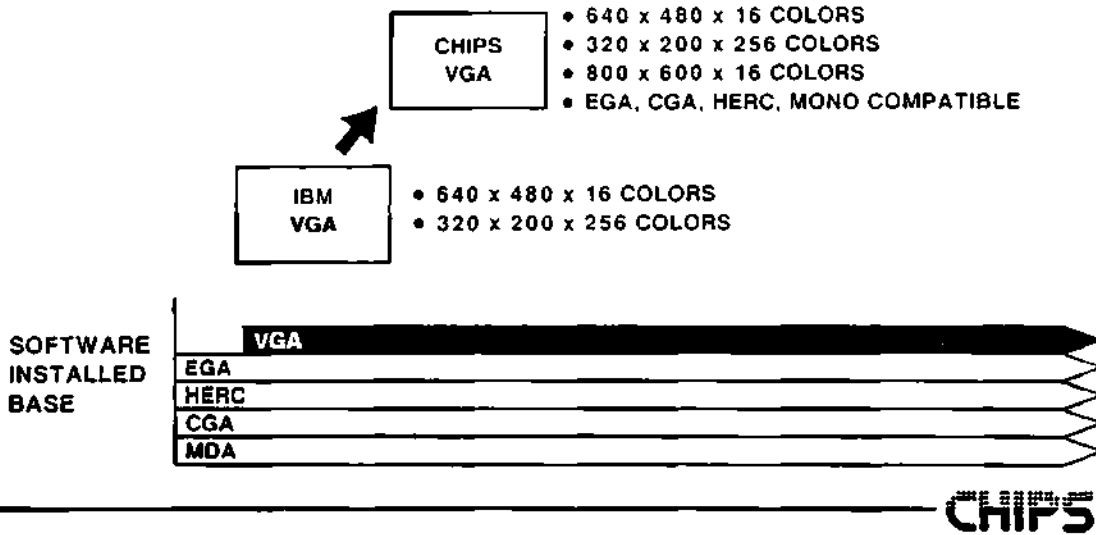 CHIPS
VGA
• 640 x 480 x 16 COLORS
• 320 x 200 x 256 COLORS
• 800 x 600 x 16 COLORS
• EGA, CGA, HERC, MONO COMPATIBLE
IBM
VGA
• 640 x 480 x 16 COLORS
• 320 x 200 x 256 COLORS
SOFTWARE
INSTALLED
BASE
VGA
EGA
HERC
CGA
MDA
CHIPS